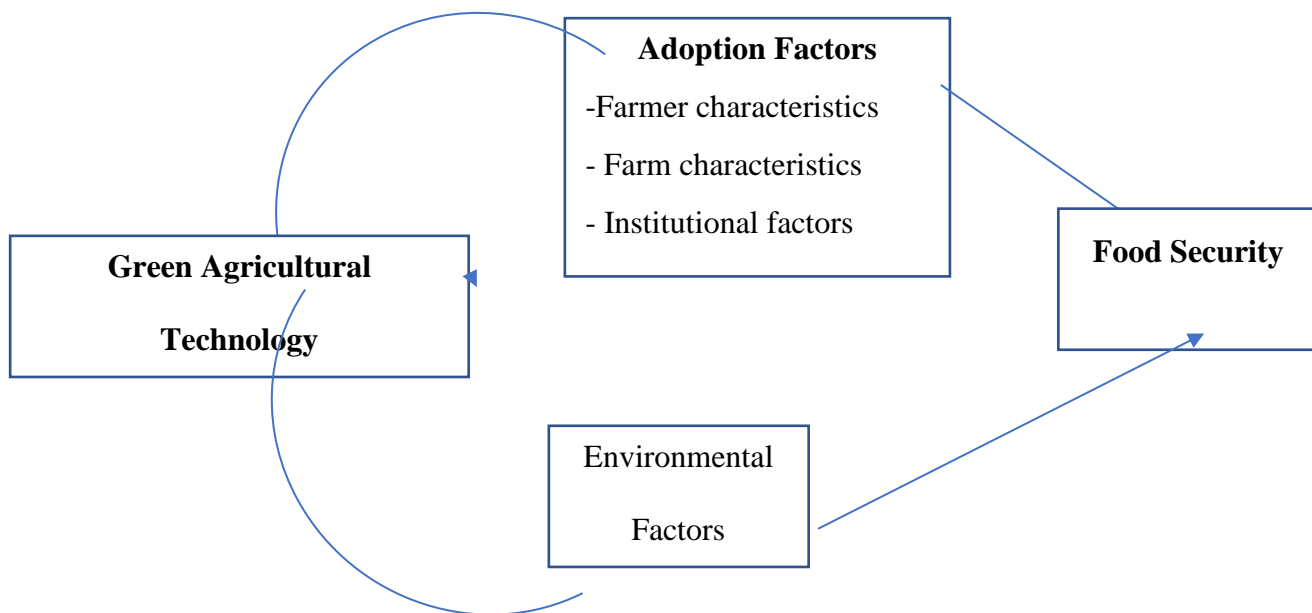 Adoption Factors
-Farmer characteristics
- Farm characteristics
- Institutional factors
Green Agricultural
Technology
Food Security
Environmental
Factors